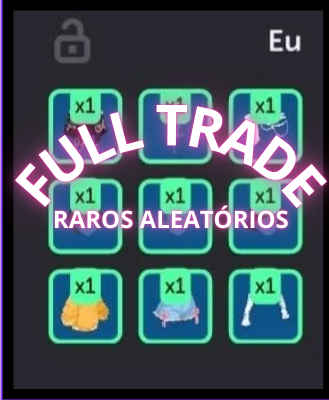 Eu
x1 x1 x1
FULL TRADE
x1 x1 x1
RAROS ALEATÓRIOS
x1 x1 x1